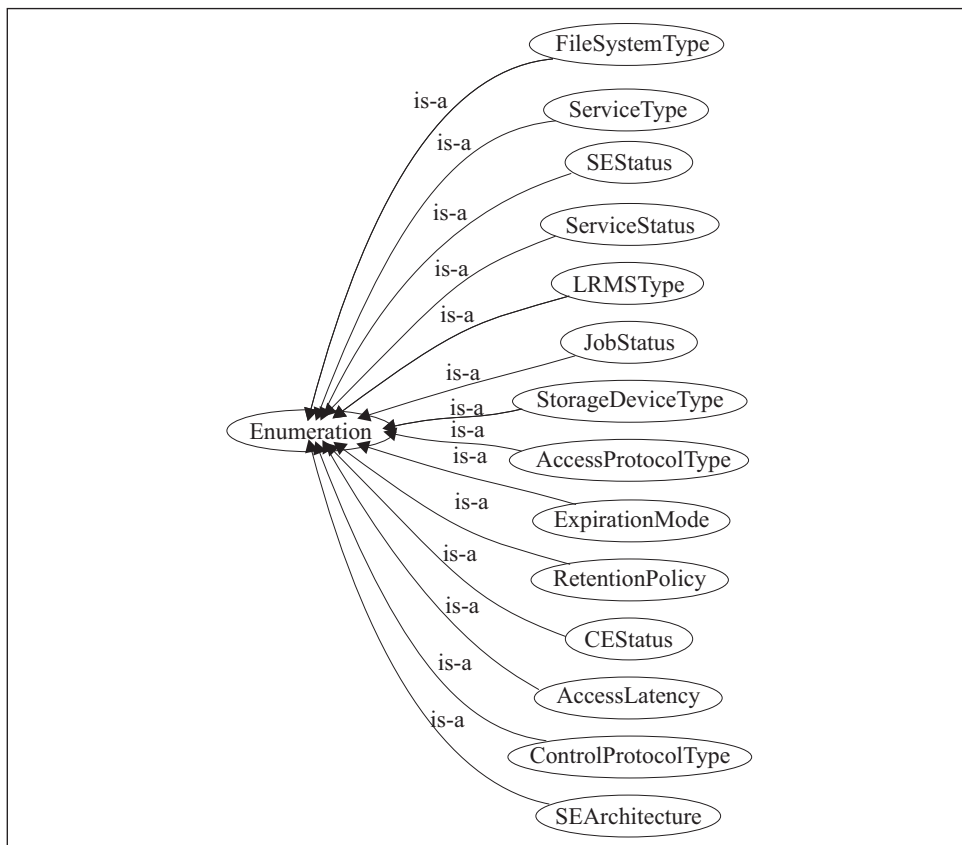 FileSystemType
is-a
ServiceType
is-a
SEStatus
is-a
ServiceStatus
is-a
LRMSType
is-a
JobStatus
is-a
StorageDeviceType
is-a
Enumeration
is-a
AccessProtocolType
is-a
ExpirationMode
is-a
RetentionPolicy
is-a
CEStatus
is-a
AccessLatency
is-a
ControlProtocolType
is-a
SEArchitecture